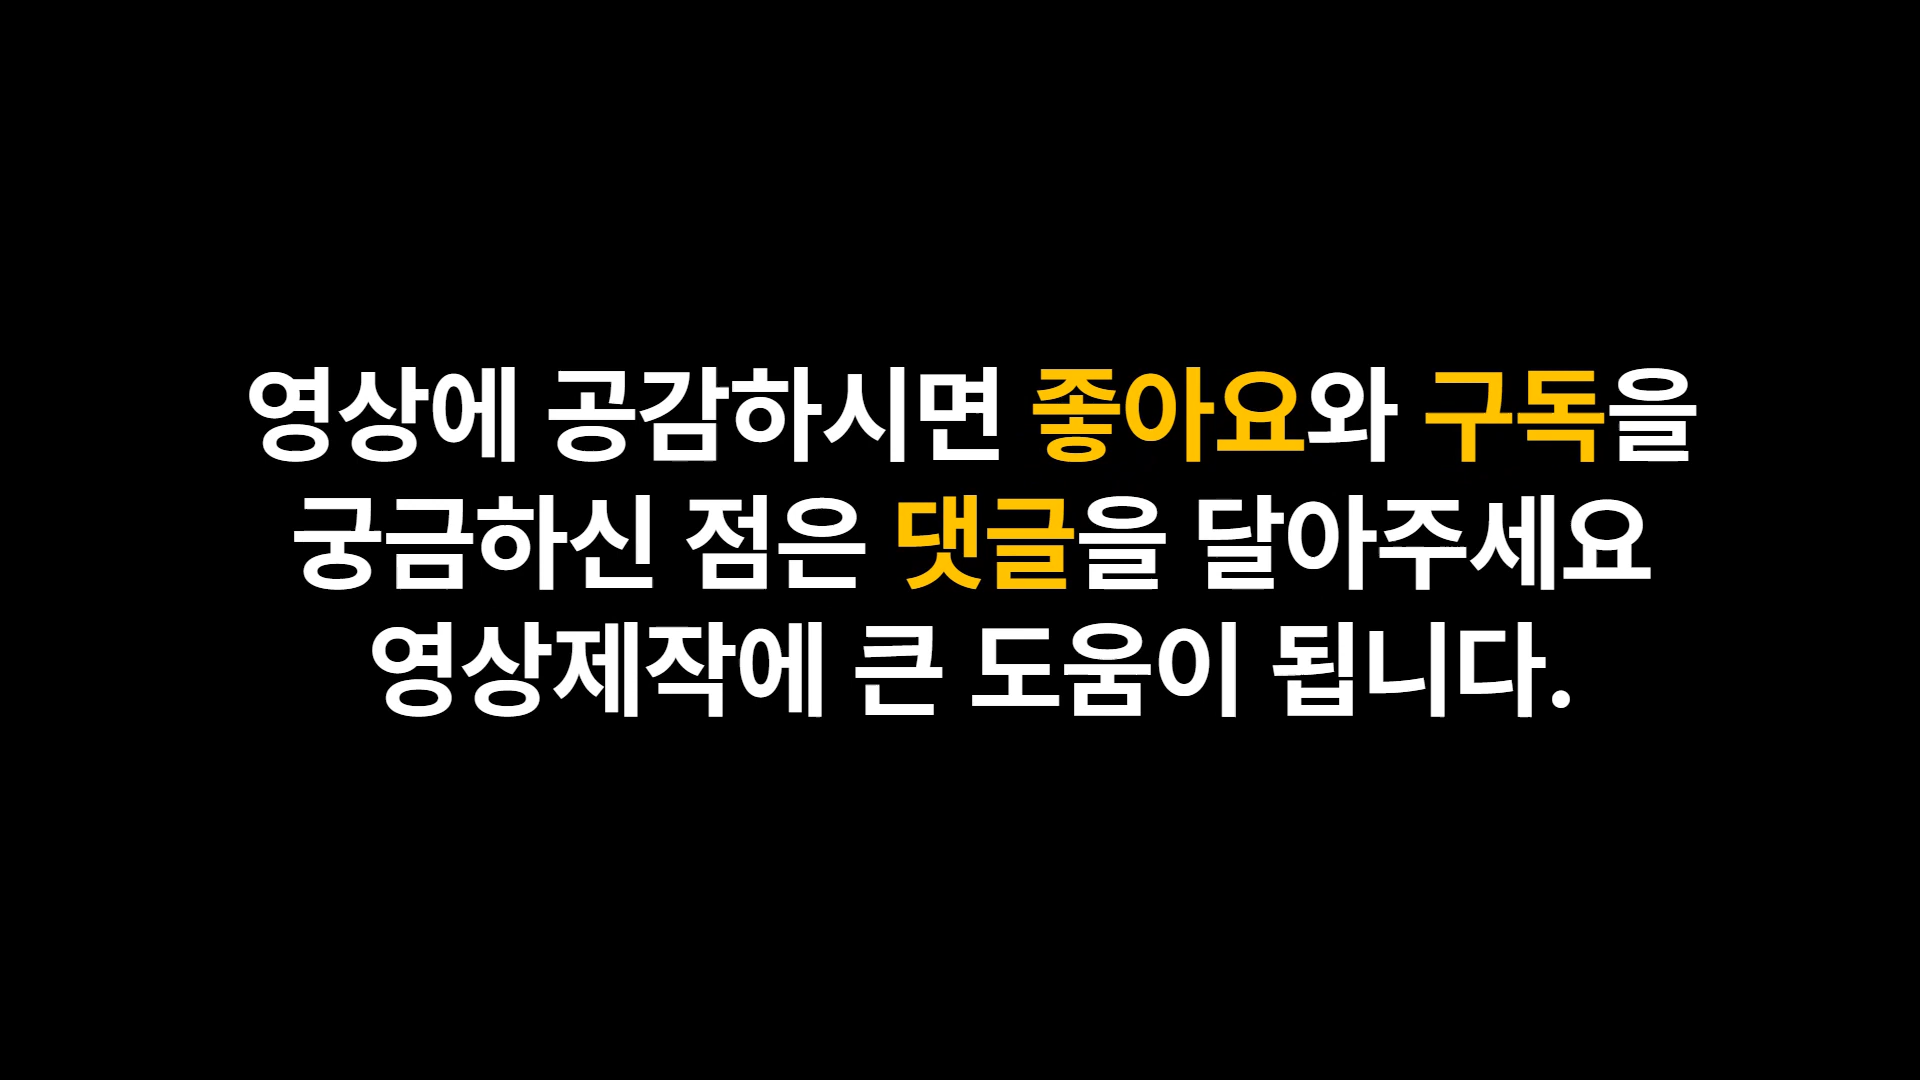 영상에 공감하시면 좋아요와 구독을
궁금하신 점은 댓글을 달아주세요
영상제작에 큰 도움이 됩니다.